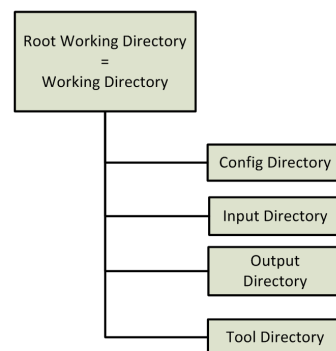 Root Working Directory
=
Working Directory
Config Directory
Input Directory
Output
Directory
Tool Directory